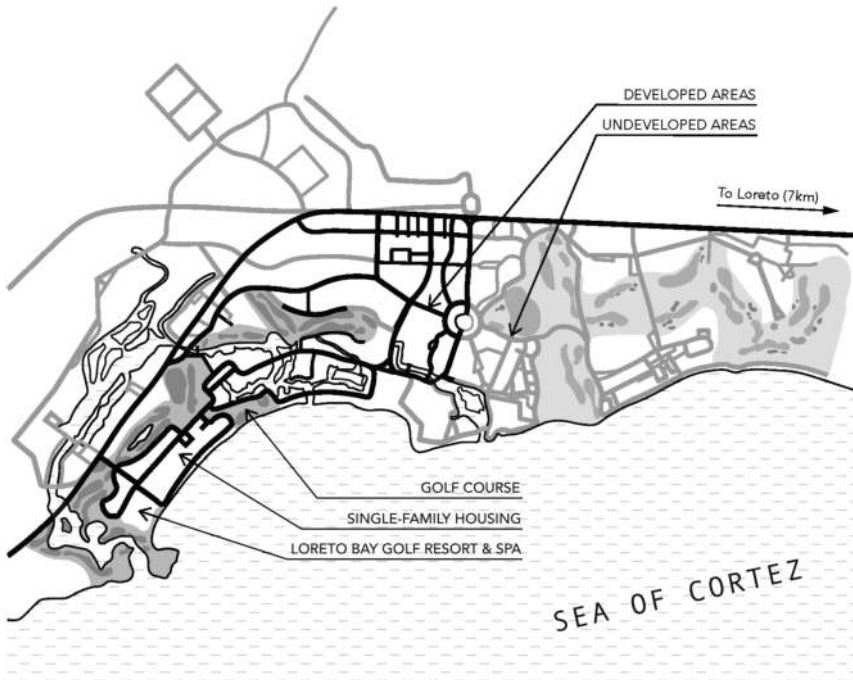 DEVELOPED AREAS
UNDEVELOPED AREAS
To Loreto (7km)
GOLF COURSE
SINGLE-FAMILY HOUSING
LORETO BAY GOLF RESORT & SPA
SEA OF CORTEZ